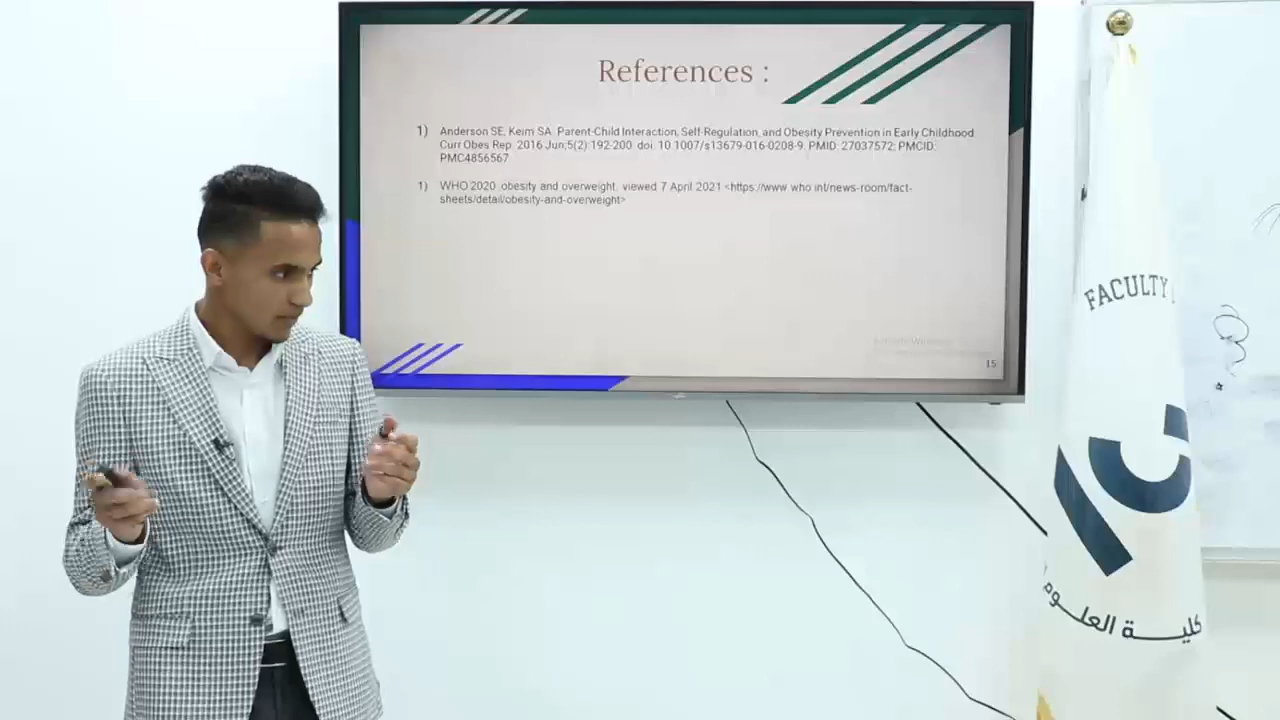 References :
1) Anderson SE, Keim SA. Parent-Child Interaction, Self-Regulation, and Obesity Prevention in Early Childhood.
Curr Obes Rep. 2016 Jun;5(2):192-200. doi: 10.1007/s13679-016-0208-9. PMID: 27037572; PMCID:
PMC4856567
1) WHO 2020, obesity and overweight, viewed 7 April 2021 <https://www.who.int/news-room/fact-
sheets/detail/obesity-and-overweight>
15
FACULTY
كلية العلوم